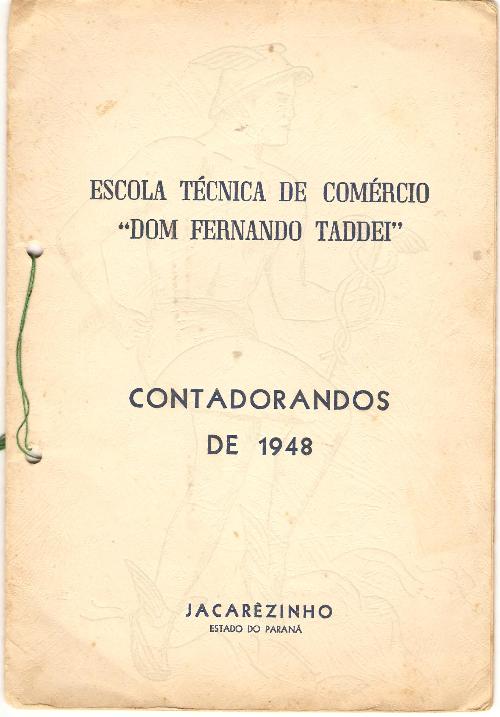 ESCOLA TÉCNICA DE COMÉRCIO
“DOM FERNANDO TADDEI”
CONTADORANDOS
DE 1948
JACARÊZINHO
ESTADO DO PARANÁ